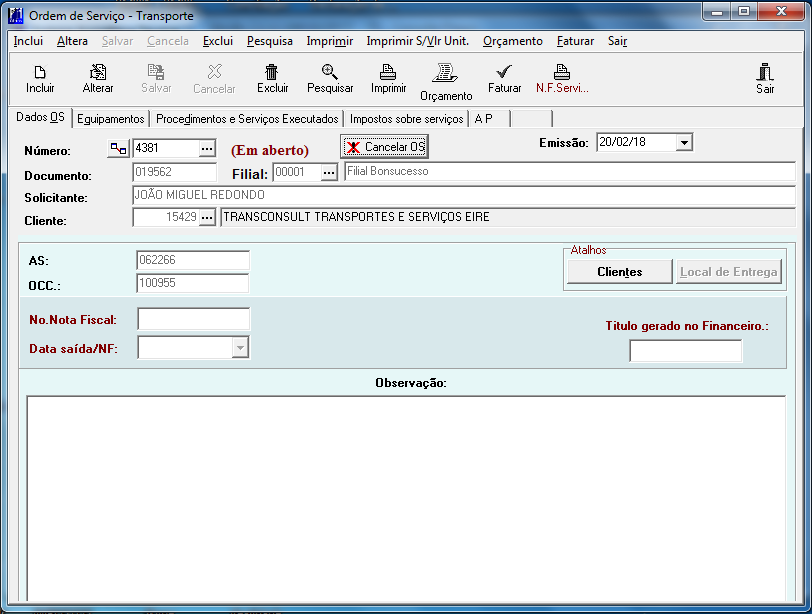 Ordem de Serviço - Transporte
Inclui Altera Salvar Cancela Exclui Pesquisa Imprimir Imprimir S/Vlr Unit. Orçamento Faturar Sair
Incluir Alterar Salvar Cancelar Excluir Pesquisar Imprimir Orçamento Faturar N.F.Servi... Sair
Dados OS Equipamentos Procedimentos e Serviços Executados Impostos sobre serviços A P
Número: 4381 ... (Em aberto) Cancelar OS Emissão: 20/02/18
Documento: 019562 Filial: 00001 ... Filial Bonsucesso
Solicitante: JOÃO MIGUEL REDONDO
Cliente: 15429 ... TRANSCONSULT TRANSPORTES E SERVIÇOS EIRE
Atalhos
AS: 062266
Clientes Local de Entrega
OCC.: 100955
No.Nota Fiscal:
Titulo gerado no Financeiro.:
Data saída/NF:
Observação: